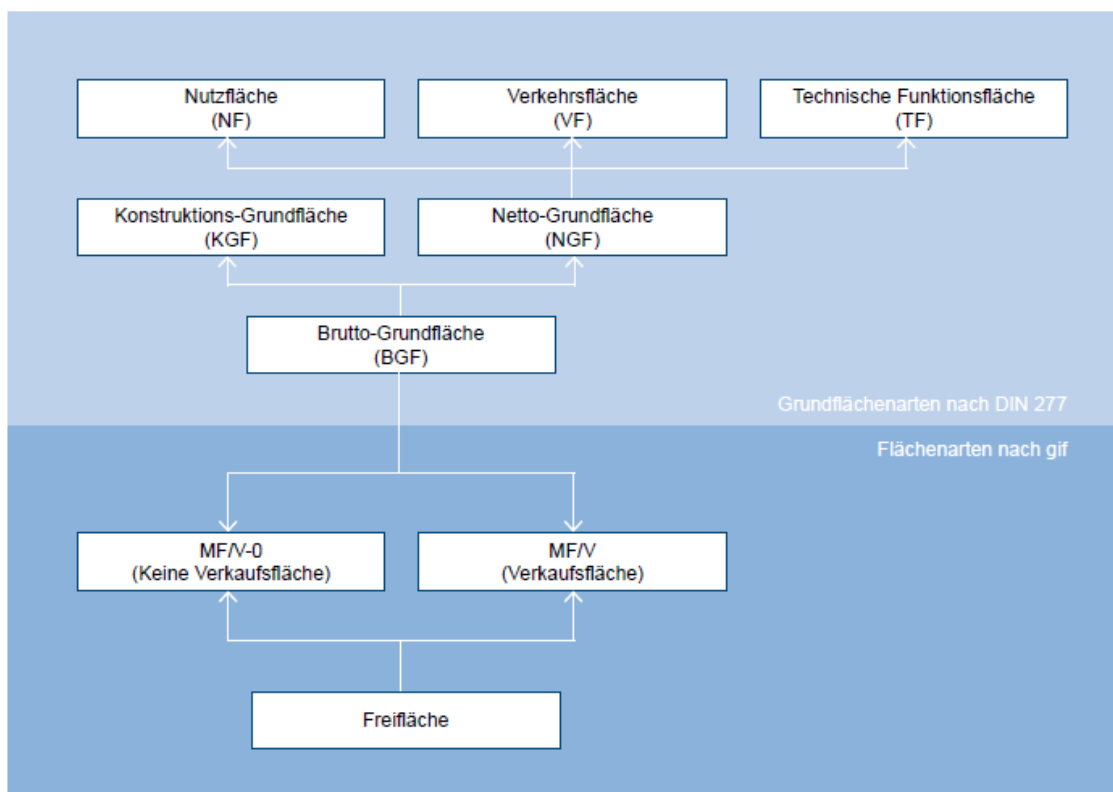 Nutzfläche
(NF)
Verkehrsfläche
(VF)
Technische Funktionsfläche
(TF)
Konstruktions-Grundfläche
(KGF)
Netto-Grundfläche
(NGF)
Brutto-Grundfläche
(BGF)
Grundflächenarten nach DIN 277
Flächenarten nach gif
MF/V-0
(Keine Verkaufsfläche)
MF/V
(Verkaufsfläche)
Freifläche